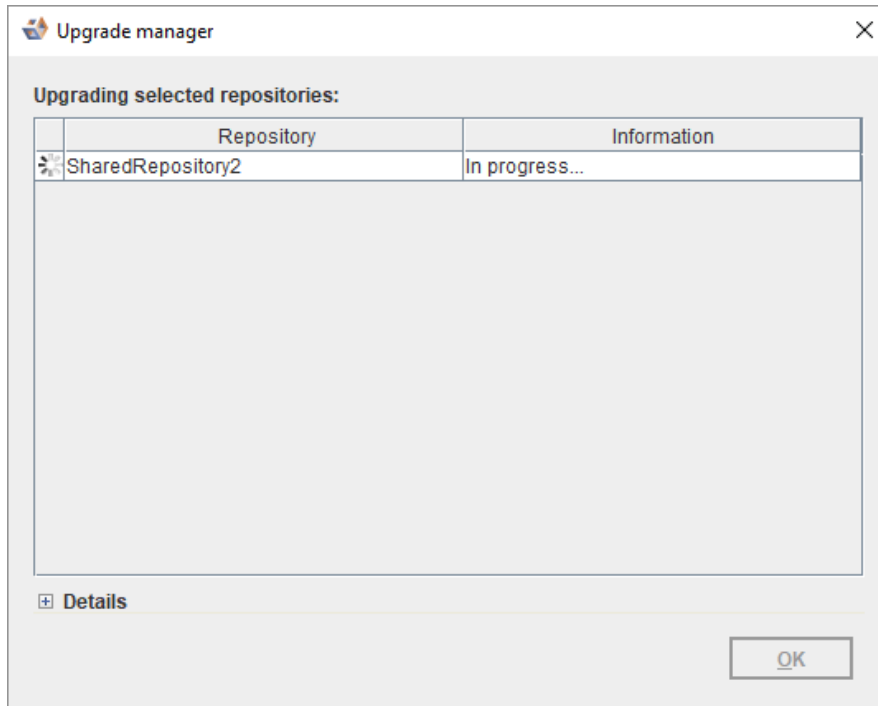 Upgrade manager
Upgrading selected repositories:
Repository Information
SharedRepository2 In progress...
Details
OK